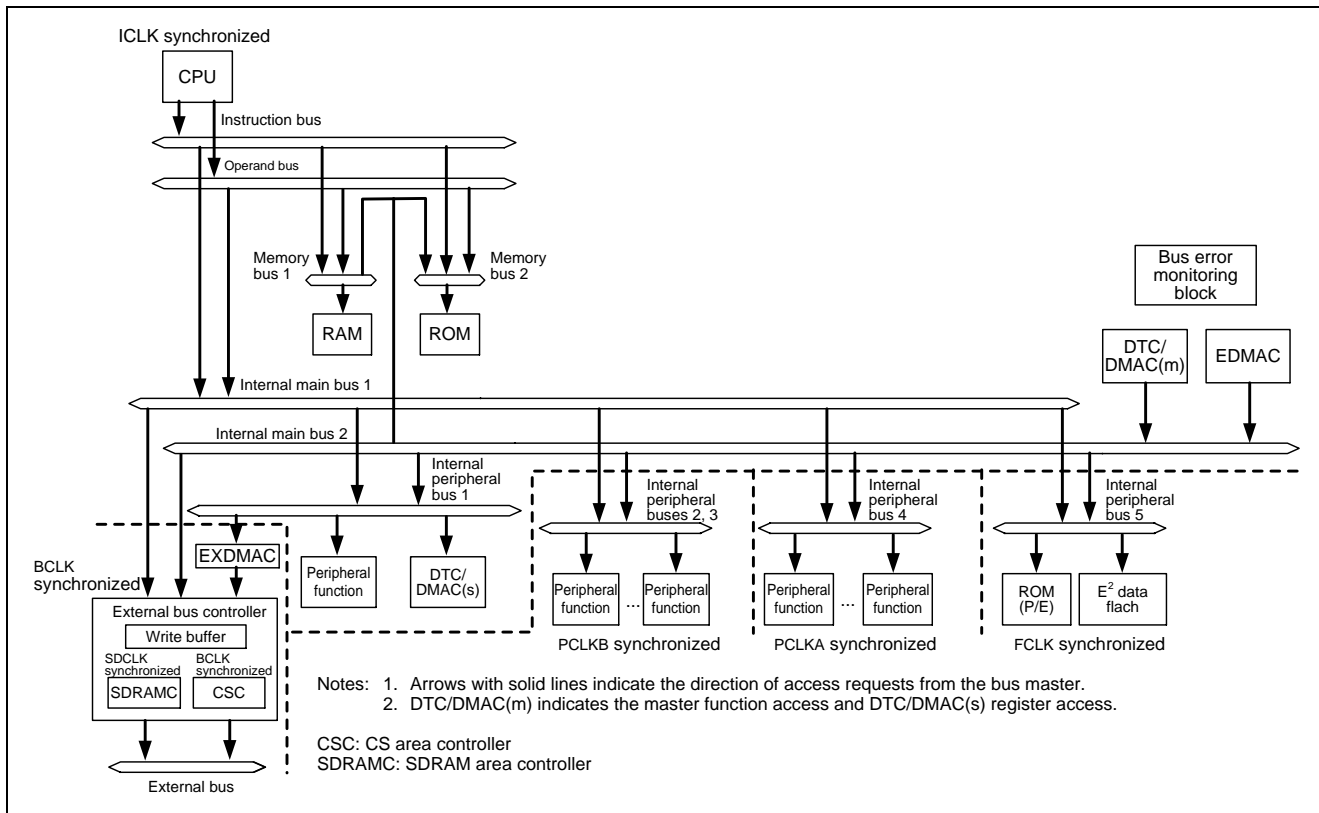 ICLK synchronized
CPU
Instruction bus
Operand bus
Memory
bus 1
Memory
bus 2
Bus error
monitoring
block
RAM
ROM
DTC/
DMAC(m)
EDMAC
Internal main bus 1
Internal main bus 2
Internal
peripheral
bus 1
Internal
peripheral
buses 2, 3
Internal
peripheral
bus 4
Internal
peripheral
bus 5
BCLK
synchronized
EXDMAC
Peripheral
function
DTC/
DMAC(s)
Peripheral
function
...
Peripheral
function
Peripheral
function
...
Peripheral
function
ROM
(P/E)
E² data
flach
External bus controller
Write buffer
SDCLK
synchronized
BCLK
synchronized
SDRAMC
CSC
PCLKB synchronized
PCLKA synchronized
FCLK synchronized
Notes: 1. Arrows with solid lines indicate the direction of access requests from the bus master.
2. DTC/DMAC(m) indicates the master function access and DTC/DMAC(s) register access.
CSC: CS area controller
SDRAMC: SDRAM area controller
External bus